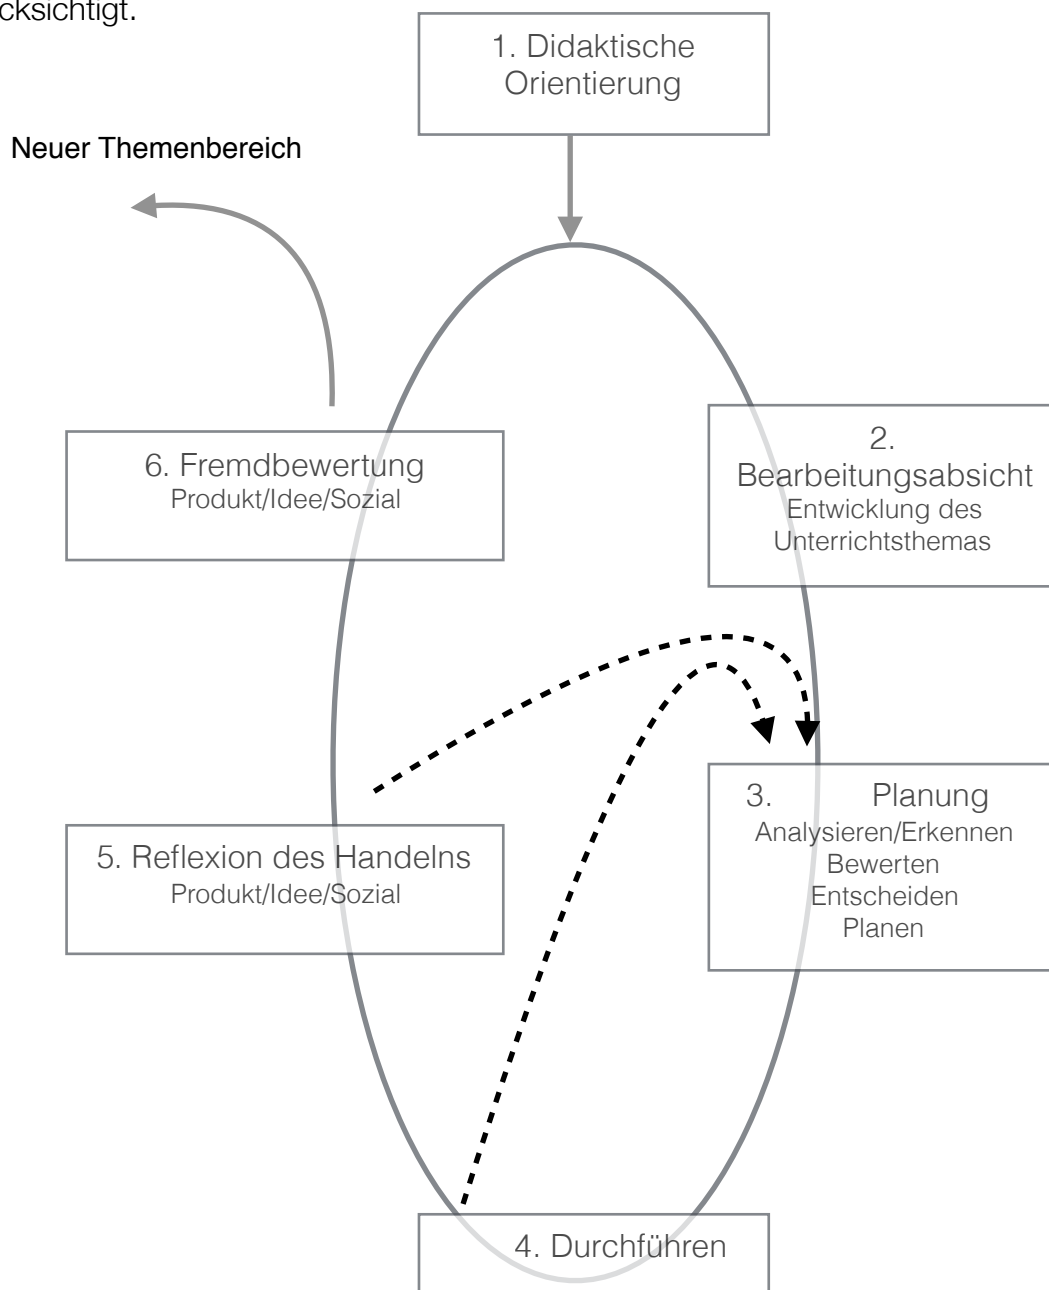 cksichtigt.
1. Didaktische
Orientierung
Neuer Themenbereich
6. Fremdbewertung
Produkt/Idee/Sozial
2.
Bearbeitungsabsicht
Entwicklung des
Unterrichtsthemas
3. Planung
Analysieren/Erkennen
Bewerten
Entscheiden
Planen
5. Reflexion des Handelns
Produkt/Idee/Sozial
4. Durchführen